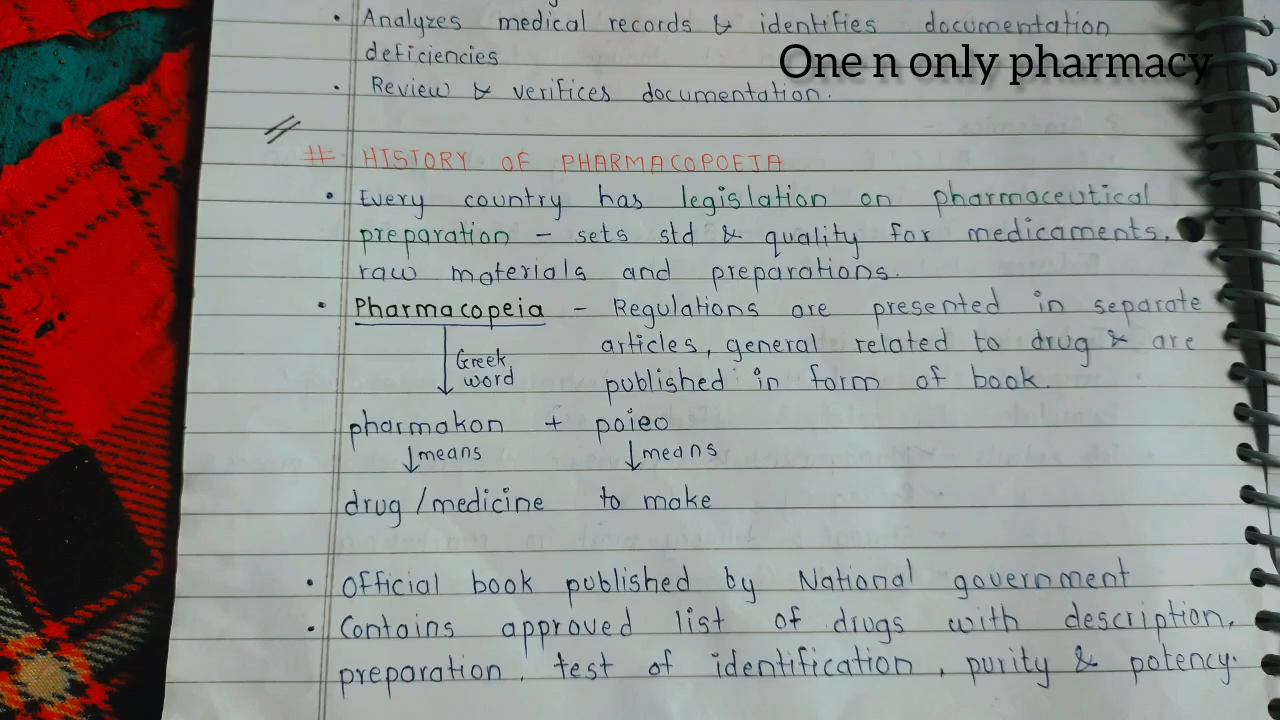 • Analyzes medical records & identifies documentation
deficiencies
One n only pharmacy
• Review & verifices documentation.
# HISTORY OF PHARMACOPOEIA
• Every country has legislation on pharmaceutical
preparation - sets std & quality for medicaments,
raw materials and preparations.
• Pharmacopeia - Regulations are presented in separate
articles, general related to drug & are
published in form of book.
Greek
word
pharmakon + poieo
↓means ↓means
drug/medicine to make
• Official book published by National government
• Contains approved list of drugs with description,
preparation, test of identification, purity & potency.